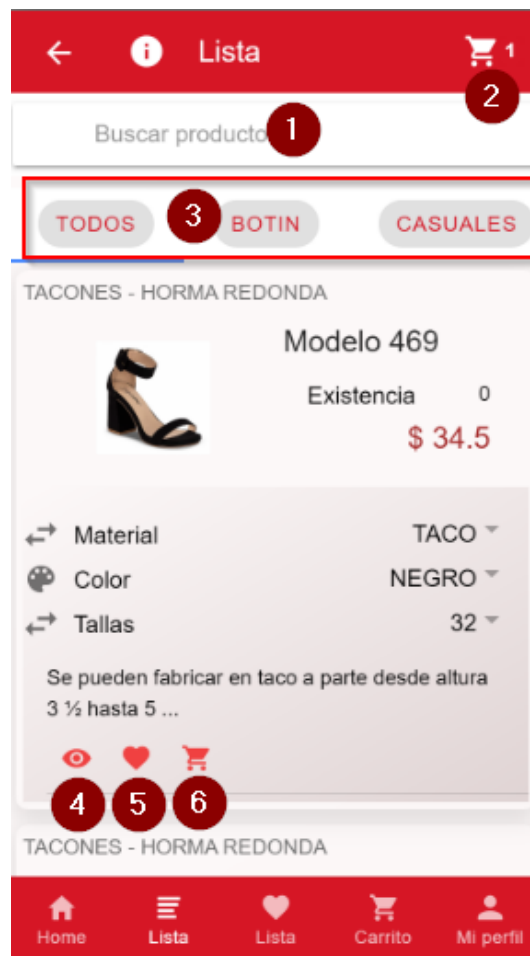 Lista 1
2
Buscar producto 1
TODOS 3 BOTIN CASUALES
TACONES - HORMA REDONDA
Modelo 469
Existencia 0
$ 34.5
Material TACO
Color NEGRO
Tallas 32
Se pueden fabricar en taco a parte desde altura
3 ½ hasta 5 ...
4 5 6
TACONES - HORMA REDONDA
Home Lista Lista Carrito Mi perfil